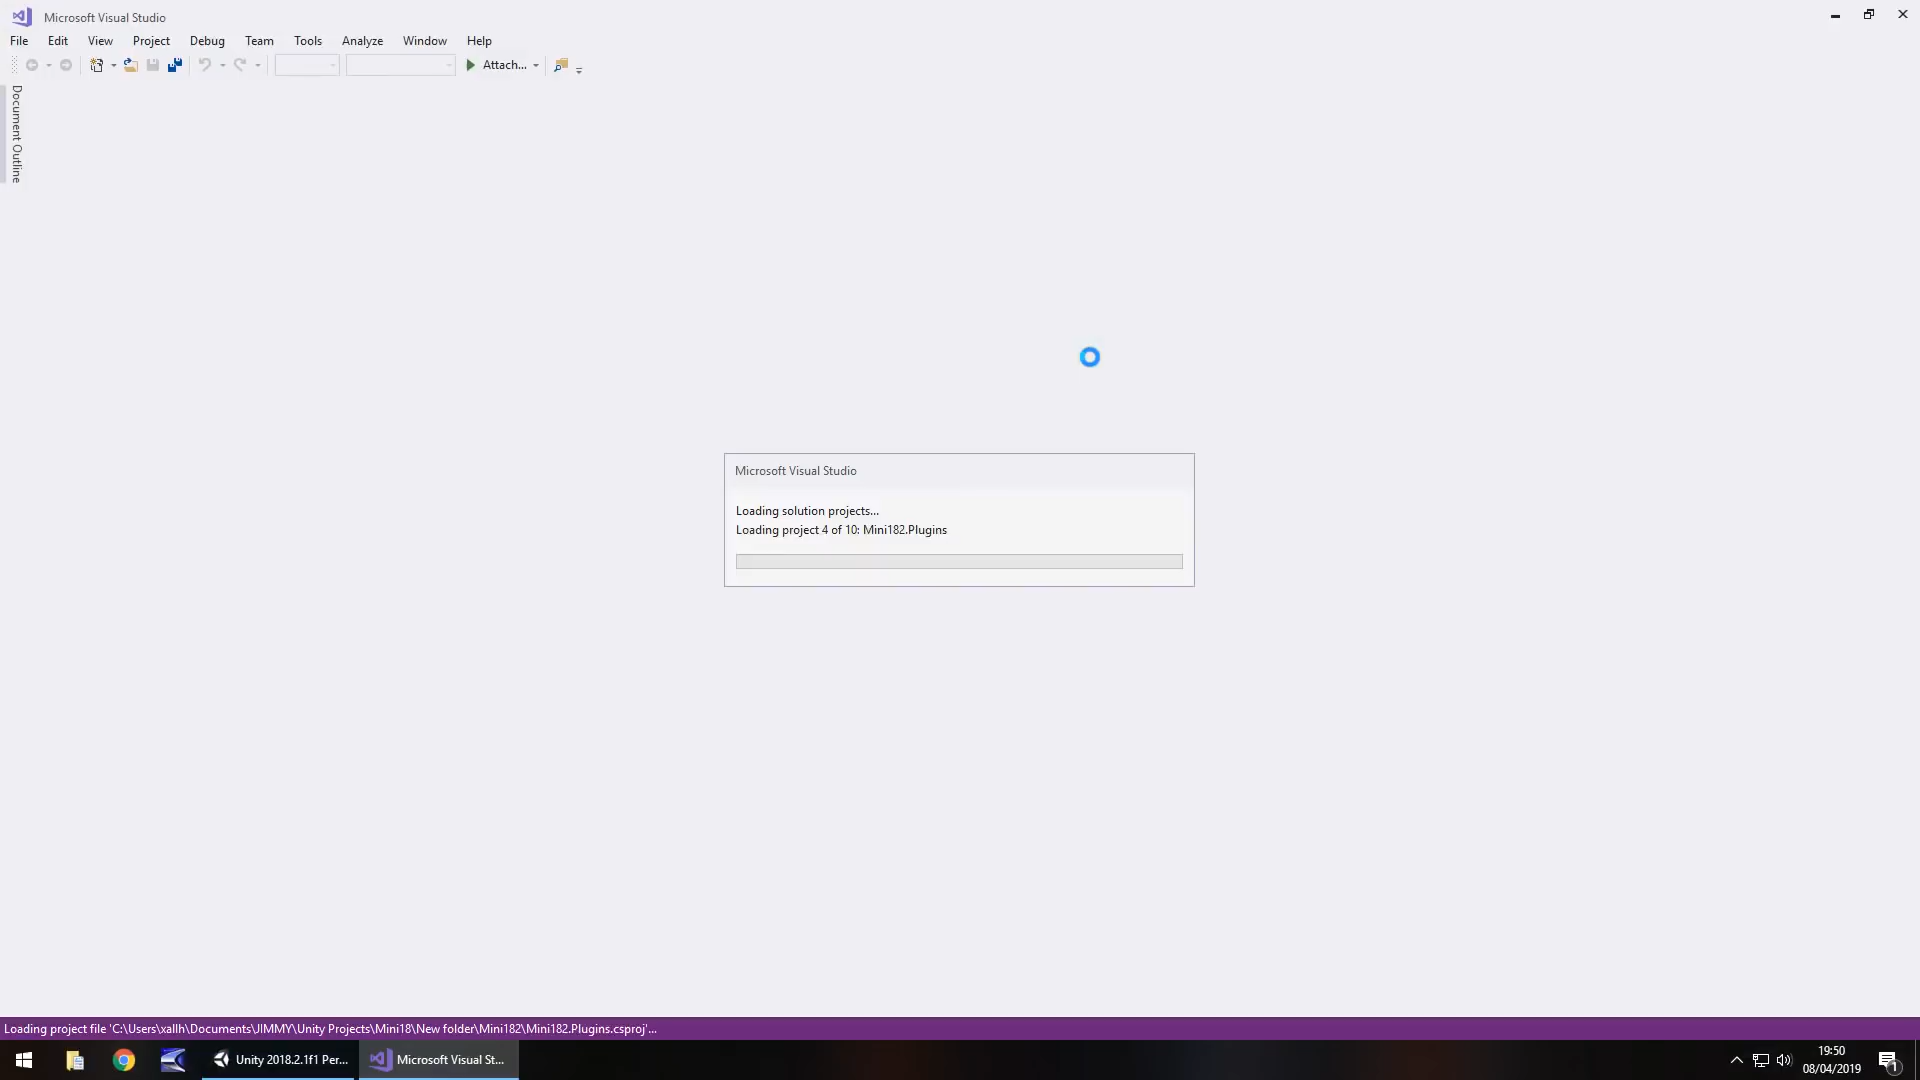 Microsoft Visual Studio
File Edit View Project Debug Team Tools Analyze Window Help
Attach...
Document Outline
Microsoft Visual Studio
Loading solution projects...
Loading project 4 of 10: Mini182.Plugins
Loading project file 'C:\Users\xallh\Documents\JIMMY\Unity Projects\Mini18\New folder\Mini182\Mini182.Plugins.csproj'...
Unity 2018.2.1f1 Per...
Microsoft Visual St...
19:50
08/04/2019
1